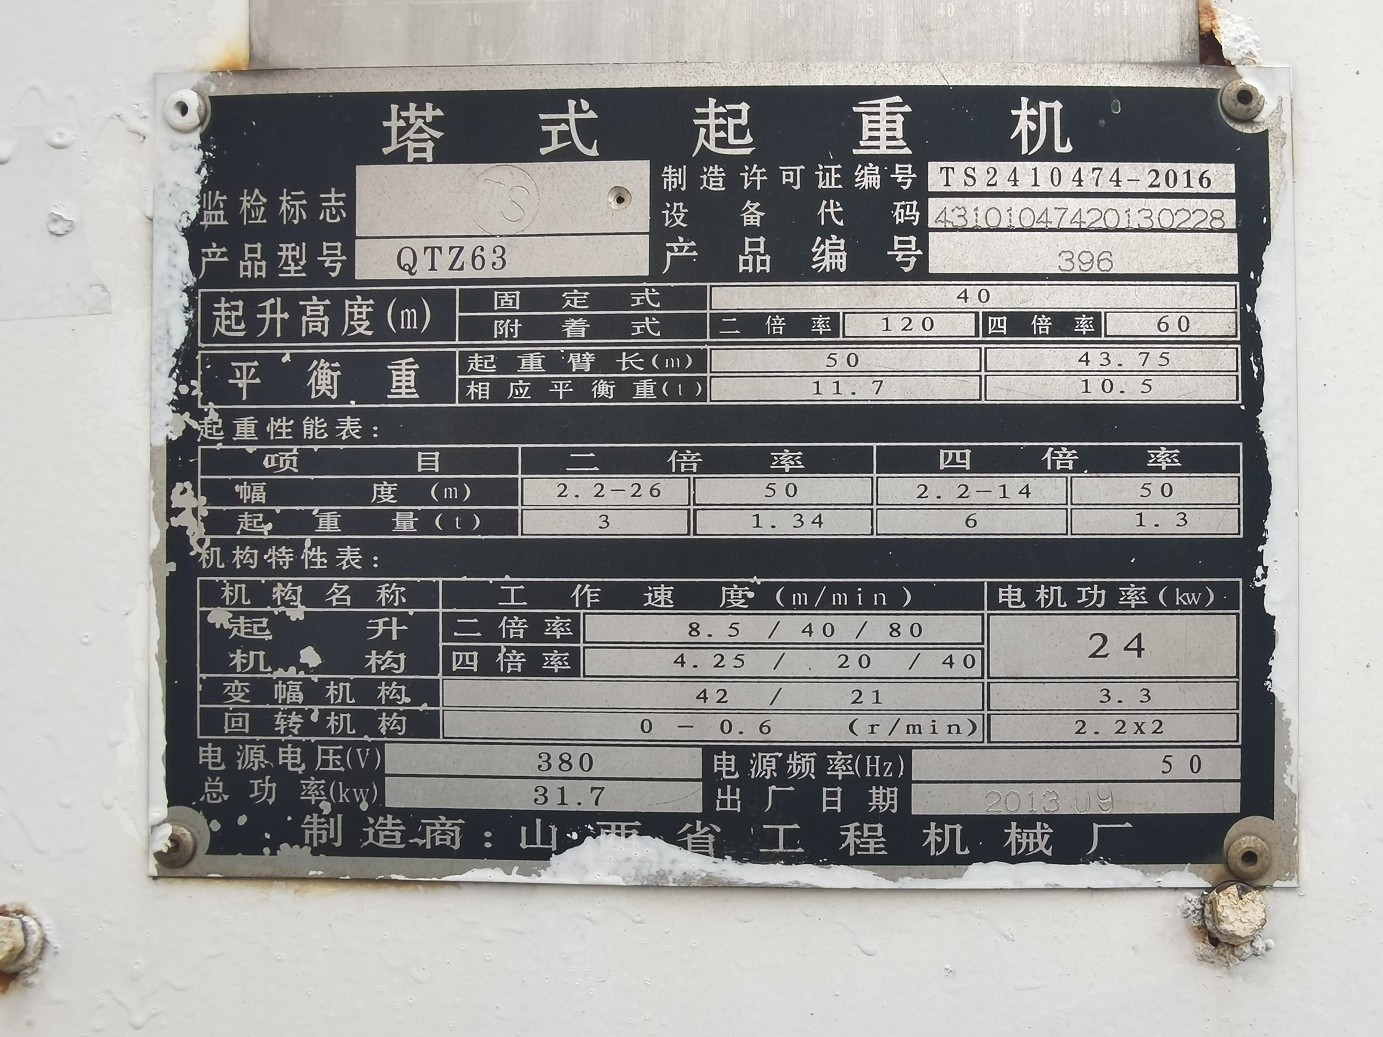 塔式起重机
监检标志 TS 制造许可证编号 TS2410474-2016
设备代码 43101047420130228
产品型号 QTZ63 产品编号 396
起升高度(m) 固定式 40
附着式 二倍率 120 四倍率 60
平衡重 起重臂长(m) 50 43.75
相应平衡重(t) 11.7 10.5
起重性能表:
项目 二倍率 四倍率
幅度(m) 2.2-26 50 2.2-14 50
起重量(t) 3 1.34 6 1.3
机构特性表:
机构名称 工作速度(m/min) 电机功率(kw)
起升机构 二倍率 8.5 / 40 / 80 24
四倍率 4.25 / 20 / 40
变幅机构 42 / 21 3.3
回转机构 0 - 0.6 (r/min) 2.2x2
电源电压(V) 380 电源频率(Hz) 50
总功率(kw) 31.7 出厂日期 2013 09
制造商:山西省工程机械厂